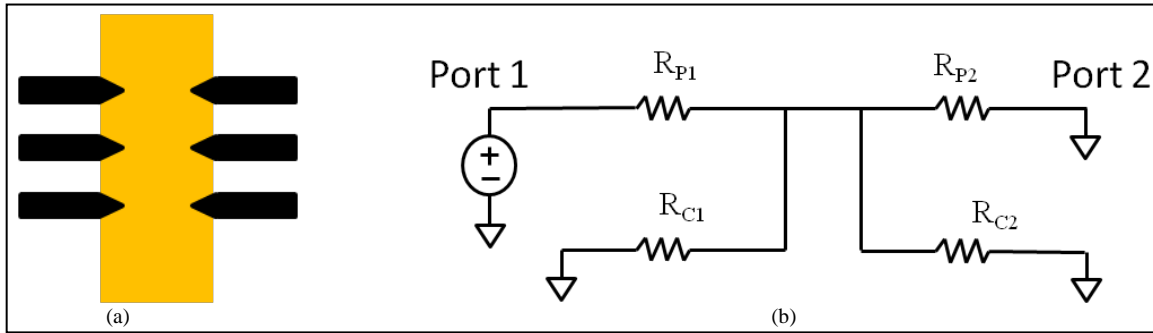 Port 1
R_P1
R_P2
Port 2
R_C1
R_C2
(a)
(b)